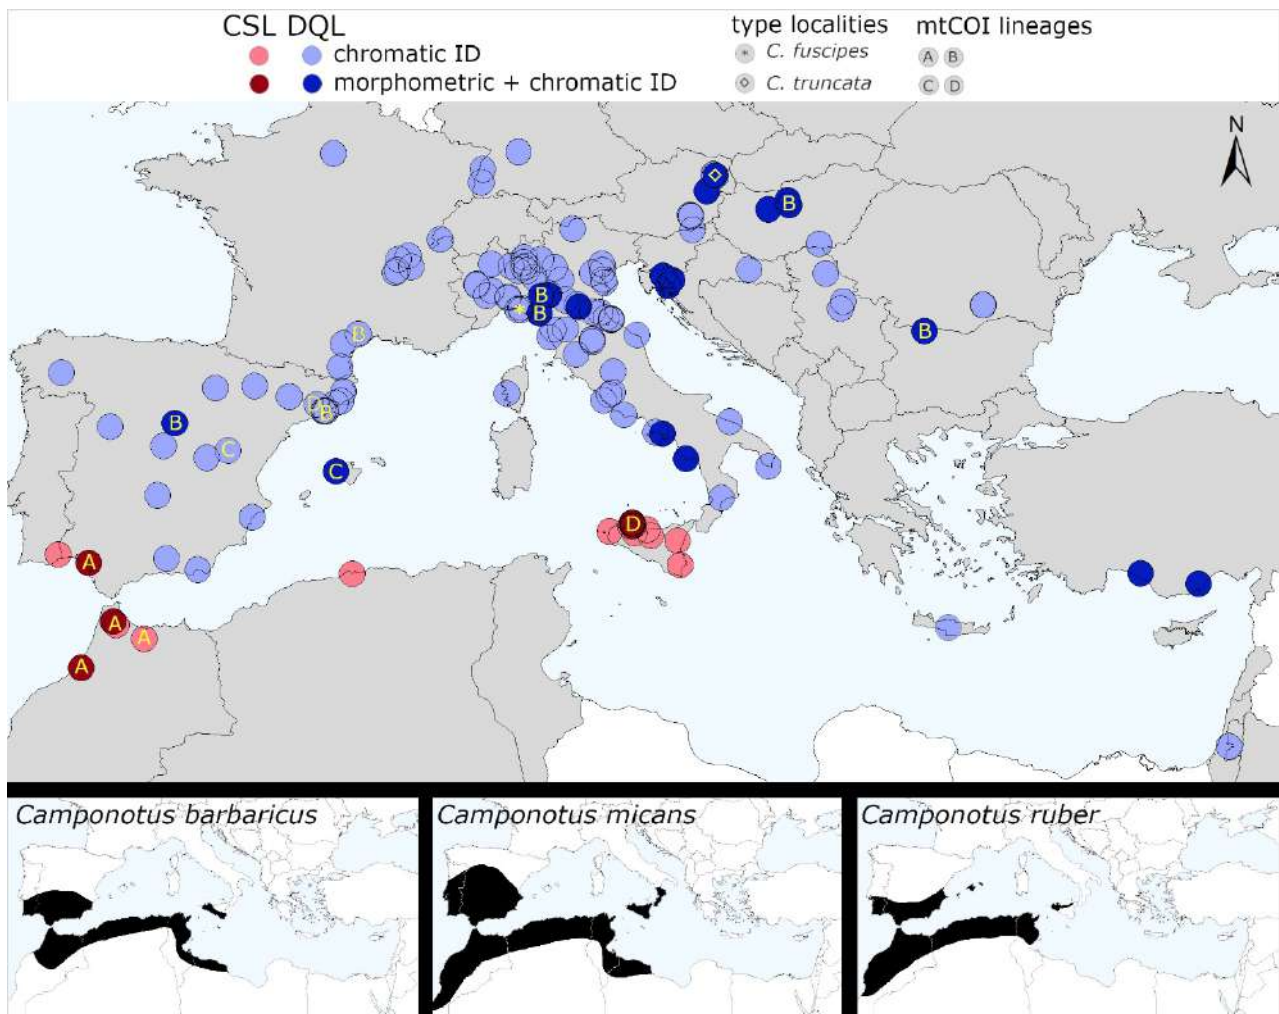 CSL DQL
chromatic ID
morphometric + chromatic ID
type localities
* C. fuscipes
◇ C. truncata
mtCOI lineages
A B
C D
N
B
B
B
B
B
B
B
B
C
C
D
A
A
A
A
Camponotus barbaricus
Camponotus micans
Camponotus ruber